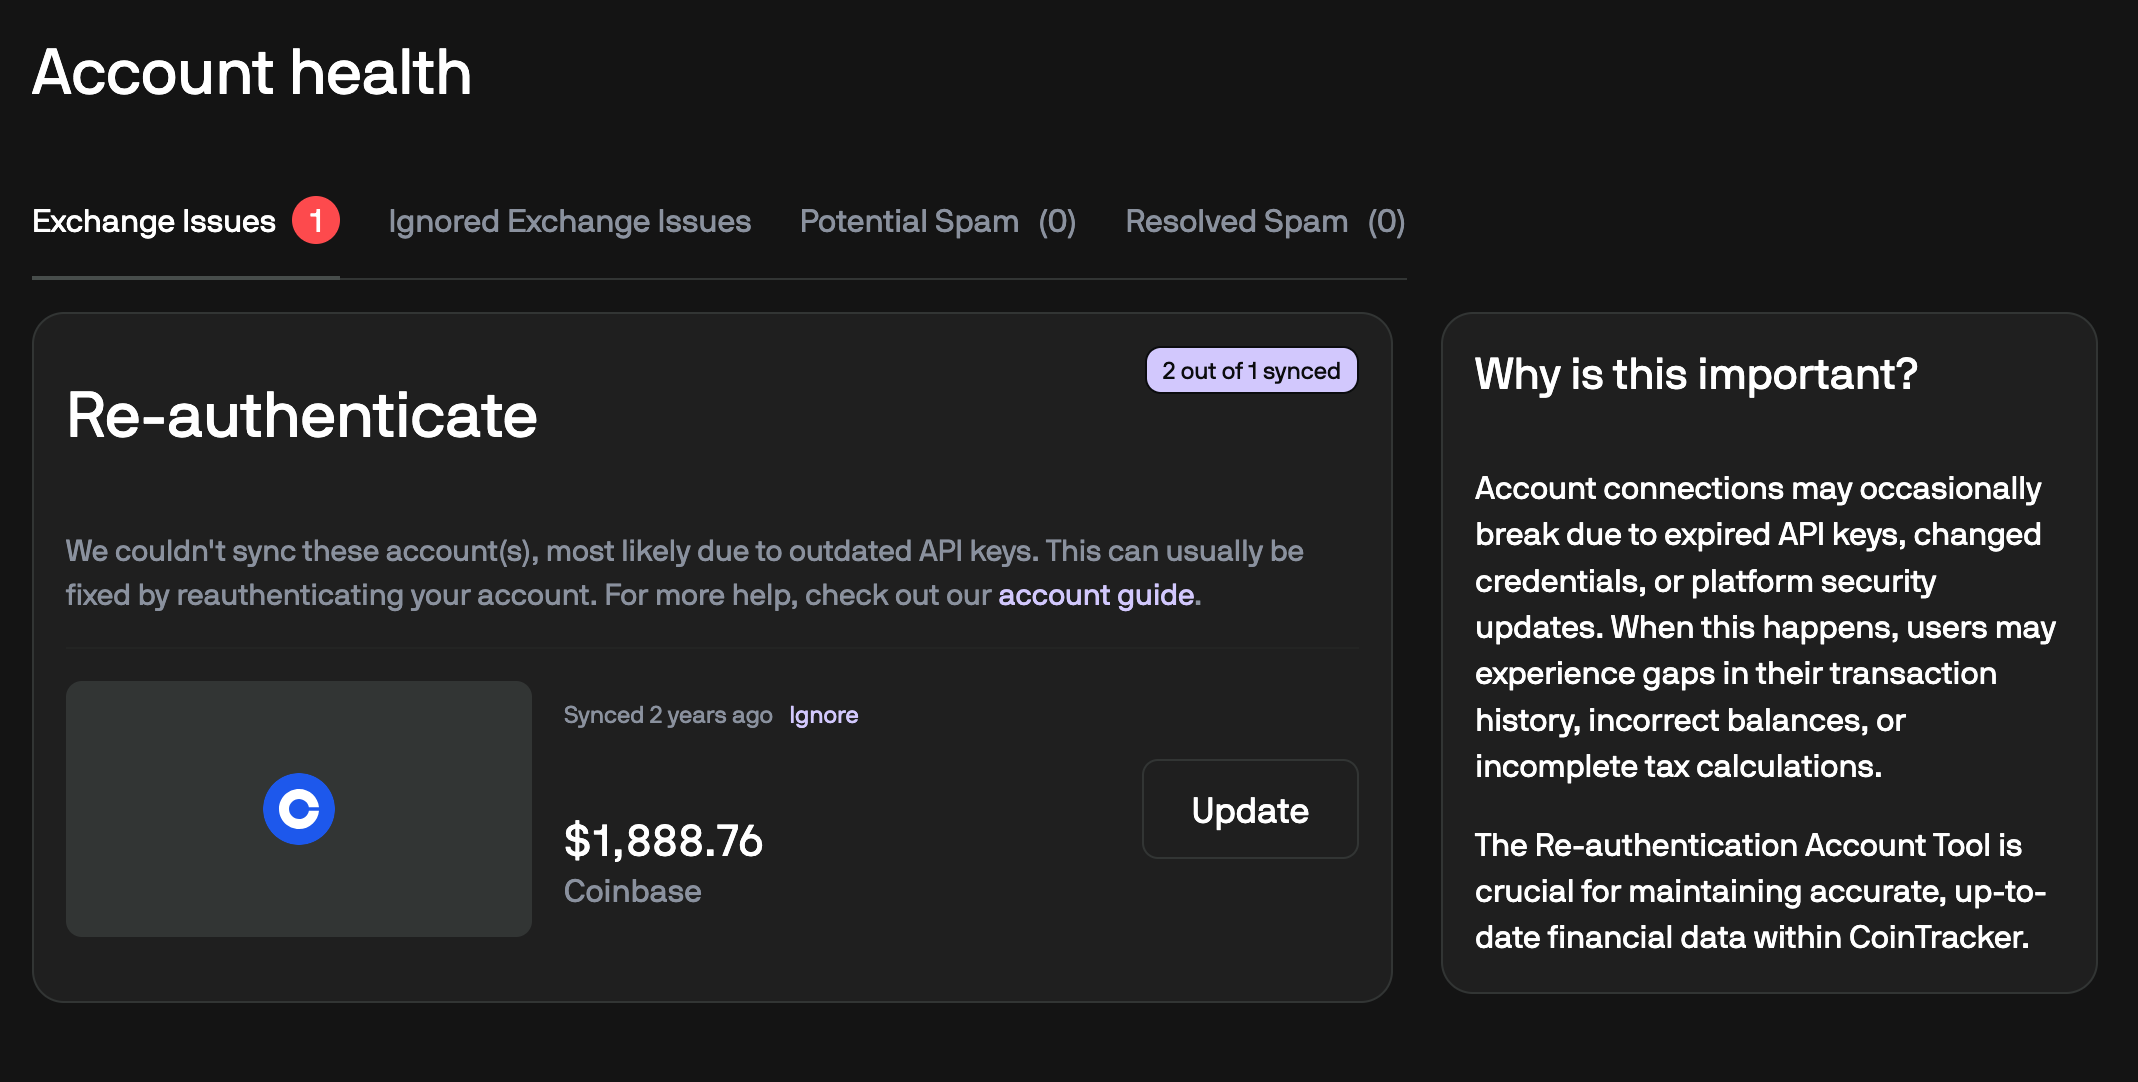 Account health
Exchange Issues 1 Ignored Exchange Issues Potential Spam (0) Resolved Spam (0)
2 out of 1 synced
Re-authenticate
We couldn't sync these account(s), most likely due to outdated API keys. This can usually be
fixed by reauthenticating your account. For more help, check out our account guide.
Synced 2 years ago Ignore
$1,888.76
Coinbase
Update
Why is this important?
Account connections may occasionally
break due to expired API keys, changed
credentials, or platform security
updates. When this happens, users may
experience gaps in their transaction
history, incorrect balances, or
incomplete tax calculations.
The Re-authentication Account Tool is
crucial for maintaining accurate, up-to-
date financial data within CoinTracker.